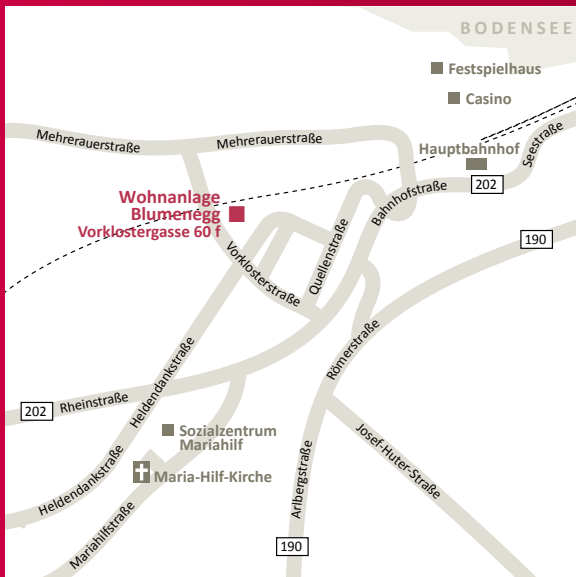 BODENSEE
Festspielhaus
Casino
Mehrerauerstraße
Mehrerauerstraße
Hauptbahnhof
Seestraße
202
Wohnanlage
Blumenegg
Vorklostergasse 60 f
Bahnhofstraße
190
Quellenstraße
Vorklosterstraße
Römerstraße
Heldendankstraße
202
Rheinstraße
Sozialzentrum
Mariahilf
Josef-Huter-Straße
Maria-Hilf-Kirche
Heldendankstraße
Arlbergstraße
Mariahilfstraße
190